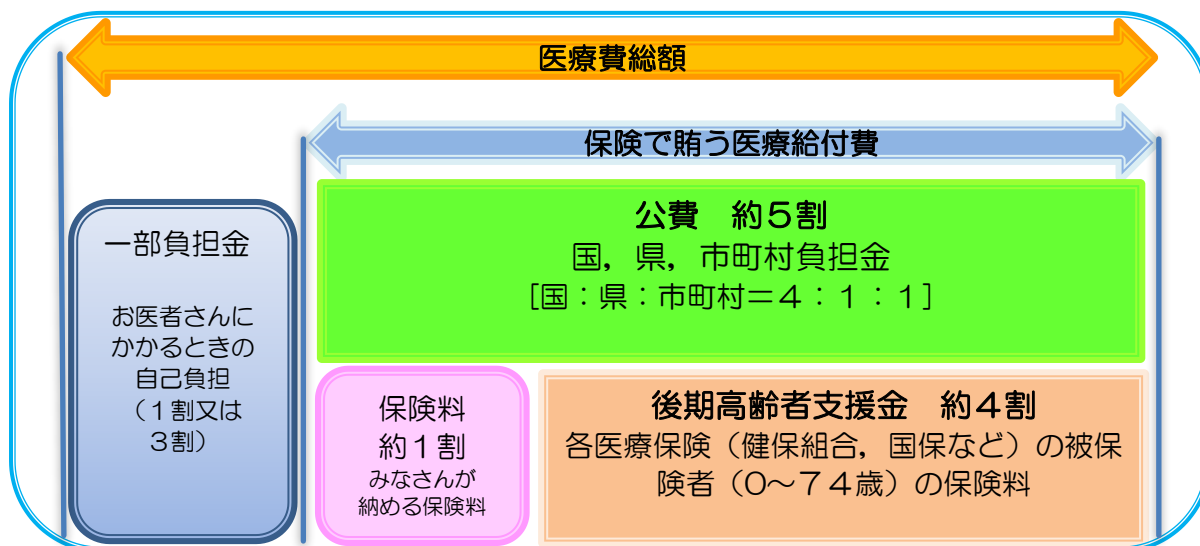 医療費総額
保険で賄う医療給付費
一部負担金
お医者さんに
かかるときの
自己負担
（１割又は
３割）
公費　約５割
国，県，市町村負担金
［国：県：市町村＝４：１：１］
保険料
約１割
みなさんが
納める保険料
後期高齢者支援金　約４割
各医療保険（健保組合，国保など）の被保
険者（０～７４歳）の保険料